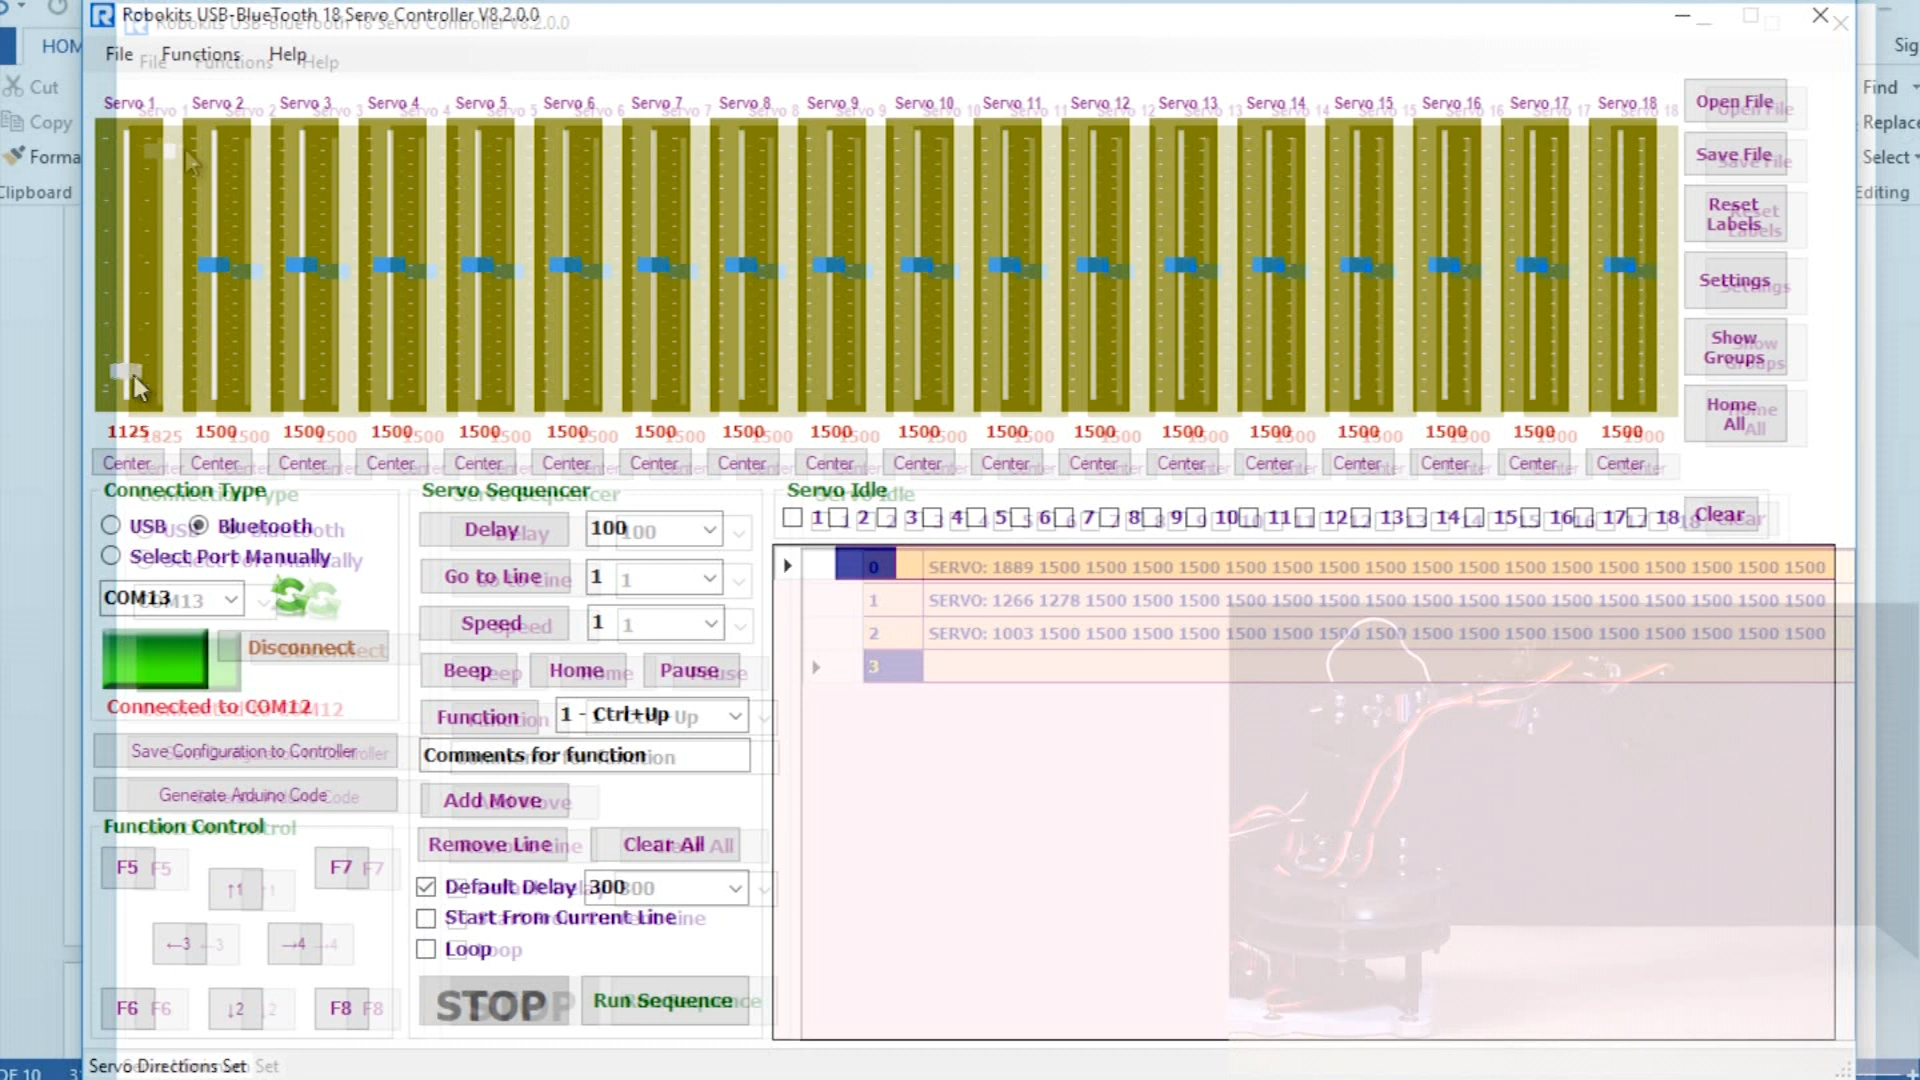 Robokits USB-BlueTooth 18 Servo Controller V8.2.0.0
File Functions Help
HOM
Cut
Copy
Forma
Clipboard
Sig
Find
Replace
Select
Editing
Servo 1 Servo 2 Servo 3 Servo 4 Servo 5 Servo 6 Servo 7 Servo 8 Servo 9 Servo 10 Servo 11 Servo 12 Servo 13 Servo 14 Servo 15 Servo 16 Servo 17 Servo 18
1125 1500 1500 1500 1500 1500 1500 1500 1500 1500 1500 1500 1500 1500 1500 1500 1500 1500
Center Center Center Center Center Center Center Center Center Center Center Center Center Center Center Center Center Center
Open File
Save File
Reset
Labels
Settings
Show
Groups
Home
All
Connection Type
USB Bluetooth
Select Port Manually
COM13
Disconnect
Connected to COM12
Save Configuration to Controller
Generate Arduino Code
Function Control
F5 ↑1 F7
←3 →4
F6 ↓2 F8
Servo Sequencer
Delay 100
Go to Line 1
Speed 1
Beep Home Pause
Function 1 - Ctrl+Up
Comments for function
Add Move
Remove Line Clear All
Default Delay 300
Start From Current Line
Loop
STOP Run Sequence
Servo Idle
1 2 3 4 5 6 7 8 9 10 11 12 13 14 15 16 17 18 Clear
0 SERVO: 1889 1500 1500 1500 1500 1500 1500 1500 1500 1500 1500 1500 1500 1500 1500 1500 1500 1500
1 SERVO: 1266 1278 1500 1500 1500 1500 1500 1500 1500 1500 1500 1500 1500 1500 1500 1500 1500 1500
2 SERVO: 1003 1500 1500 1500 1500 1500 1500 1500 1500 1500 1500 1500 1500 1500 1500 1500 1500 1500
3
Servo Directions Set
OF 10